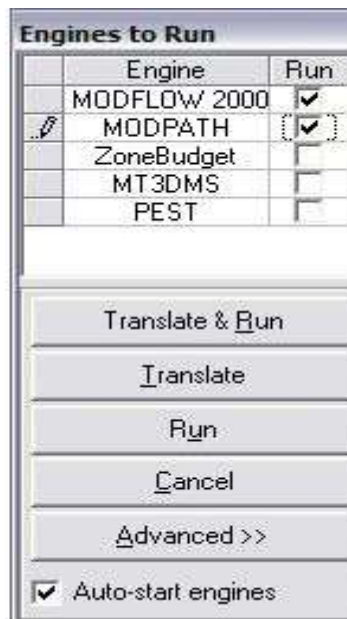 Engines to Run
Engine Run
MODFLOW 2000
MODPATH
ZoneBudget
MT3DMS
PEST
Translate & Run
Translate
Run
Cancel
Advanced >>
Auto-start engines